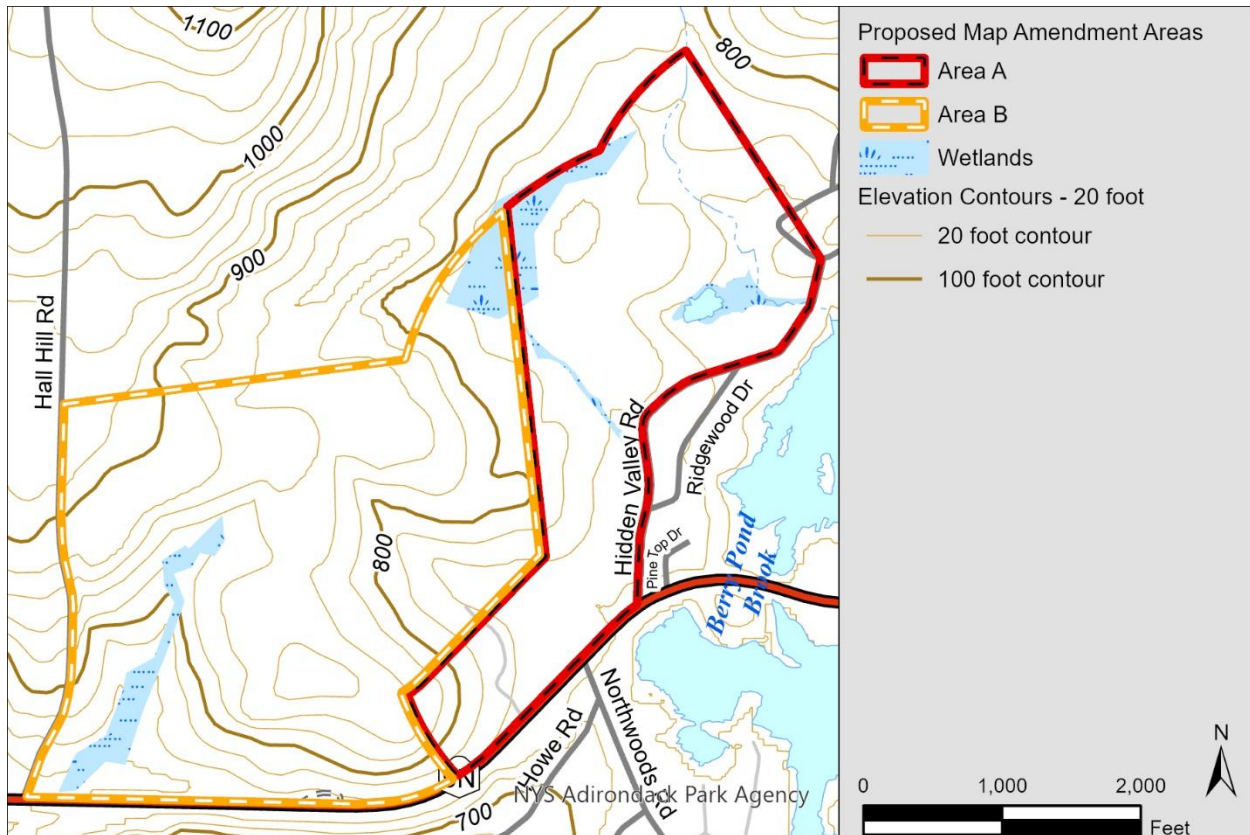 1100
1000
900
800
800
700
Hall Hill Rd
Hidden Valley Rd
Ridgewood Dr
Pine Top Dr
Berry Pond
Brook
Northwoods Rd
Howe Rd
N
NYS Adirondack Park Agency
Proposed Map Amendment Areas
Area A
Area B
Wetlands
Elevation Contours - 20 foot
20 foot contour
100 foot contour
N
0 1,000 2,000
Feet